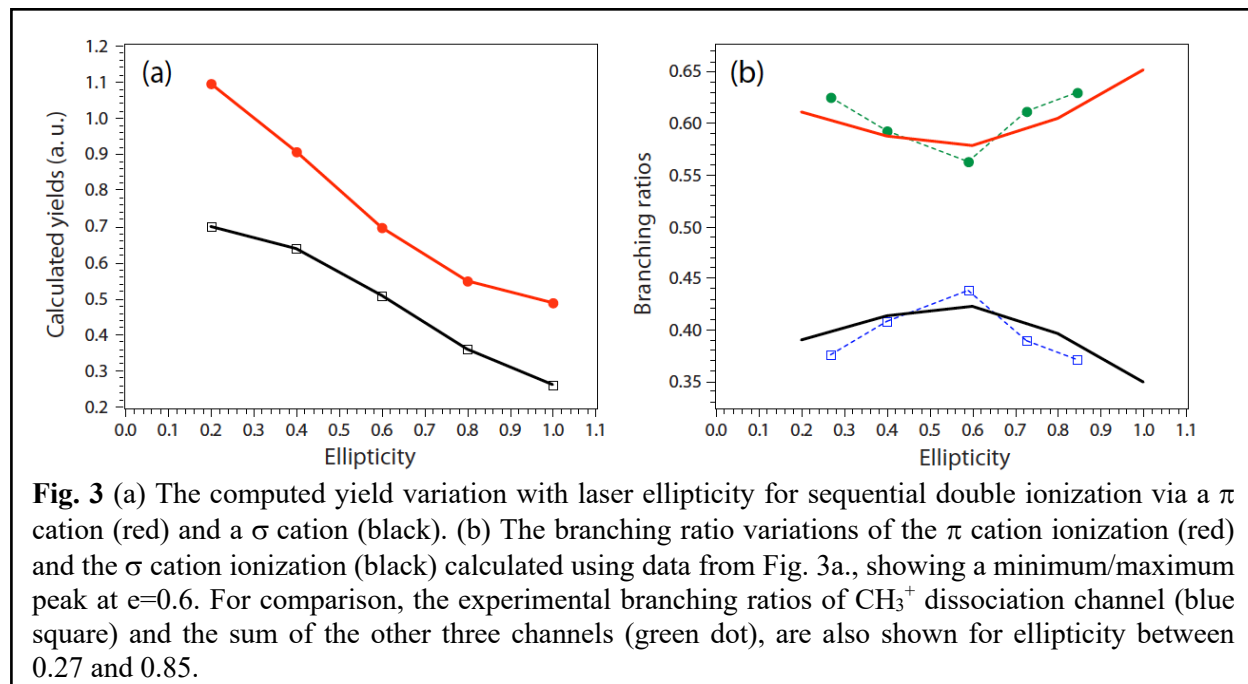 (a)
1.2
1.1
1.0
0.9
0.8
0.7
0.6
0.5
0.4
0.3
0.2
Calculated yields (a. u.)
0.0 0.1 0.2 0.3 0.4 0.5 0.6 0.7 0.8 0.9 1.0 1.1
Ellipticity
(b)
0.65
0.60
0.55
0.50
0.45
0.40
0.35
Branching ratios
0.0 0.1 0.2 0.3 0.4 0.5 0.6 0.7 0.8 0.9 1.0 1.1
Ellipticity
Fig. 3 (a) The computed yield variation with laser ellipticity for sequential double ionization via a π
cation (red) and a σ cation (black). (b) The branching ratio variations of the π cation ionization (red)
and the σ cation ionization (black) calculated using data from Fig. 3a., showing a minimum/maximum
peak at e=0.6. For comparison, the experimental branching ratios of CH₃⁺ dissociation channel (blue
square) and the sum of the other three channels (green dot), are also shown for ellipticity between
0.27 and 0.85.